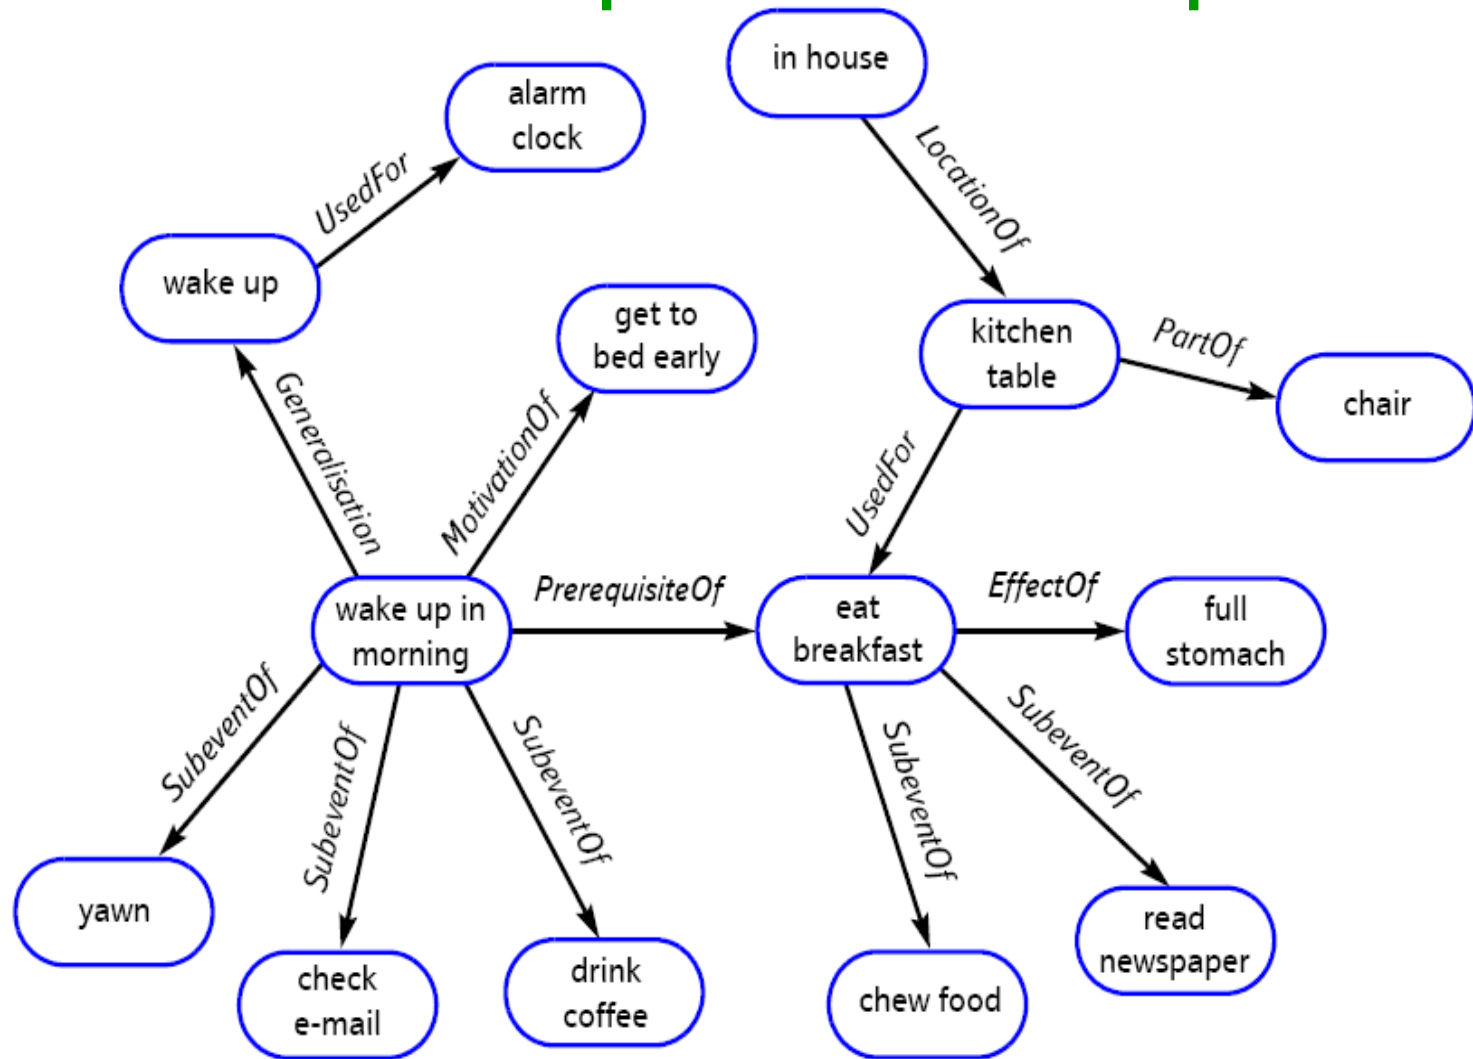 in house
alarm
clock
LocationOf
UsedFor
wake up
get to
bed early
kitchen
table
PartOf
chair
Generalisation
MotivationOf
UsedFor
wake up in
morning
PrerequisiteOf
eat
breakfast
EffectOf
full
stomach
SubeventOf
SubeventOf
SubeventOf
SubeventOf
SubeventOf
yawn
check
e-mail
drink
coffee
chew food
read
newspaper